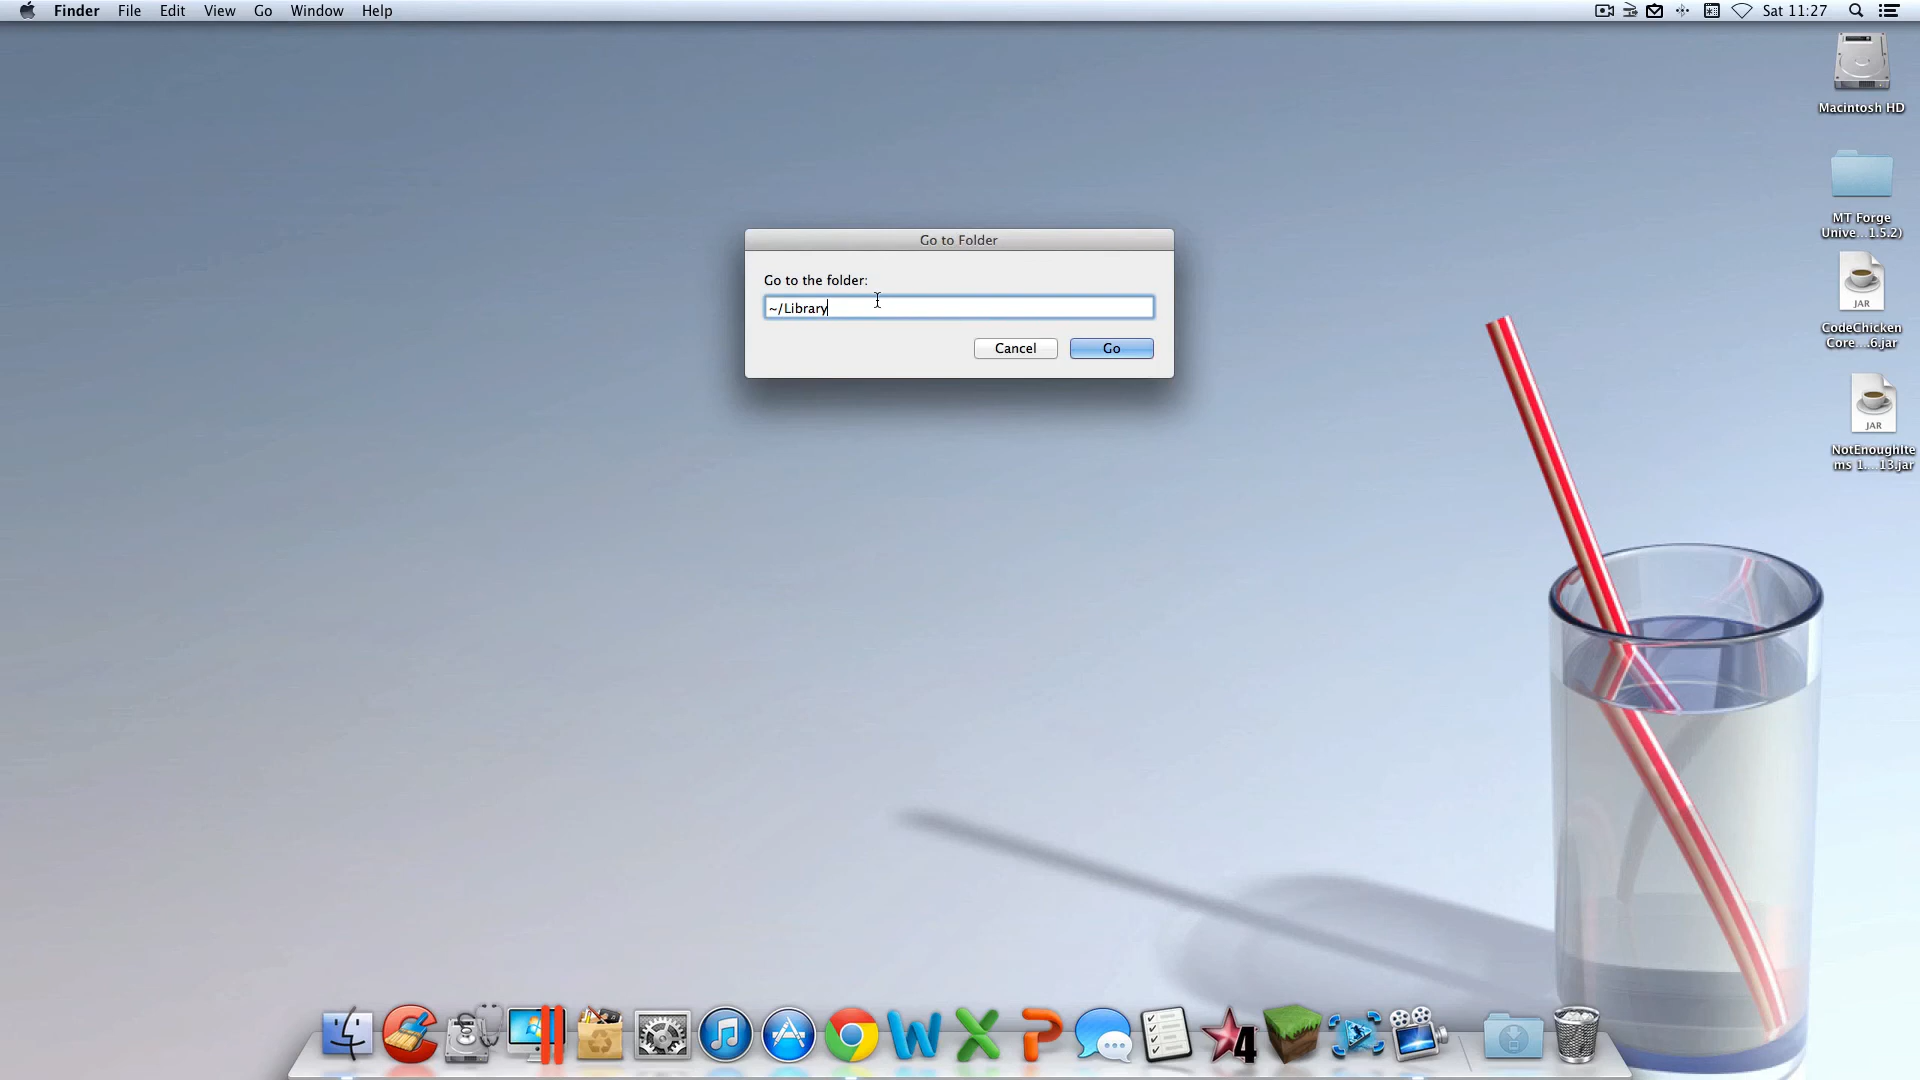 Finder File Edit View Go Window Help
Sat 11:27
Macintosh HD
MT Forge
Unive...1.5.2)
JAR
CodeChicken
Core....6.jar
JAR
NotEnoughIte
ms 1....13.jar
Go to Folder
Go to the folder:
~/Library
Cancel
Go
4